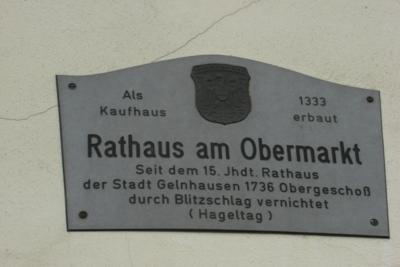 Als 1333
Kaufhaus erbaut
Rathaus am Obermarkt
Seit dem 15. Jhdt. Rathaus
der Stadt Gelnhausen 1736 Obergeschoß
durch Blitzschlag vernichtet
( Hageltag )